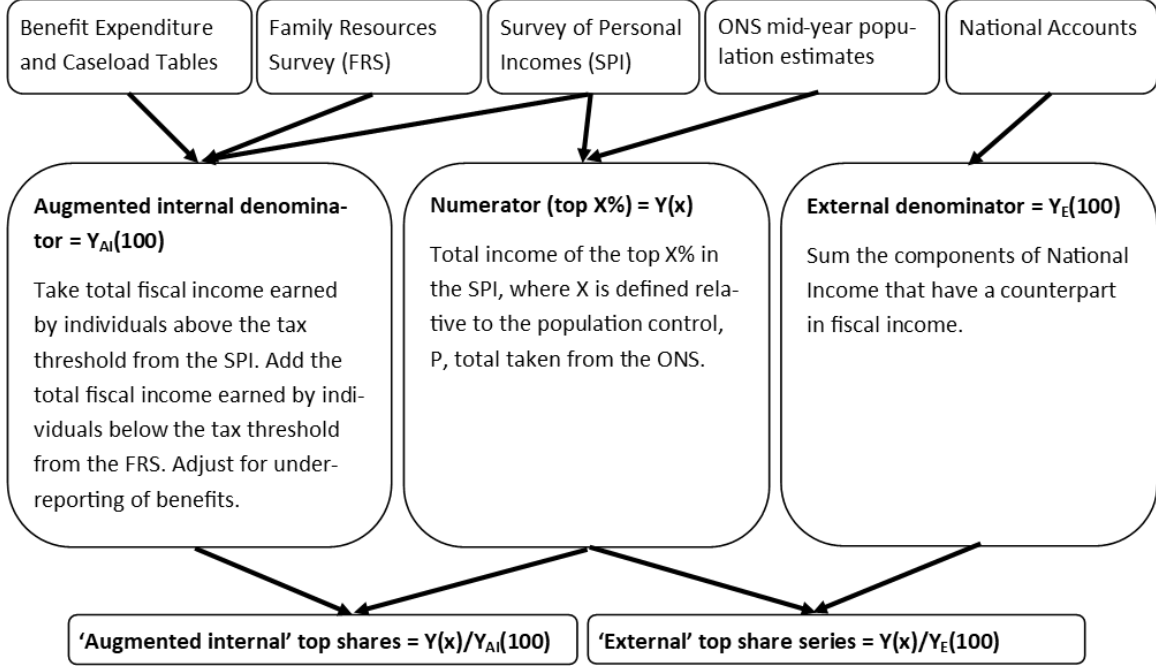 Benefit Expenditure
and Caseload Tables
Family Resources
Survey (FRS)
Survey of Personal
Incomes (SPI)
ONS mid-year popu-
lation estimates
National Accounts
Augmented internal denomina-
tor = Y_AI(100)
Take total fiscal income earned
by individuals above the tax
threshold from the SPI. Add the
total fiscal income earned by indi-
viduals below the tax threshold
from the FRS. Adjust for under-
reporting of benefits.
Numerator (top X%) = Y(x)
Total income of the top X% in
the SPI, where X is defined rela-
tive to the population control,
P, total taken from the ONS.
External denominator = Y_E(100)
Sum the components of National
Income that have a counterpart
in fiscal income.
‘Augmented internal’ top shares = Y(x)/Y_AI(100)
‘External’ top share series = Y(x)/Y_E(100)